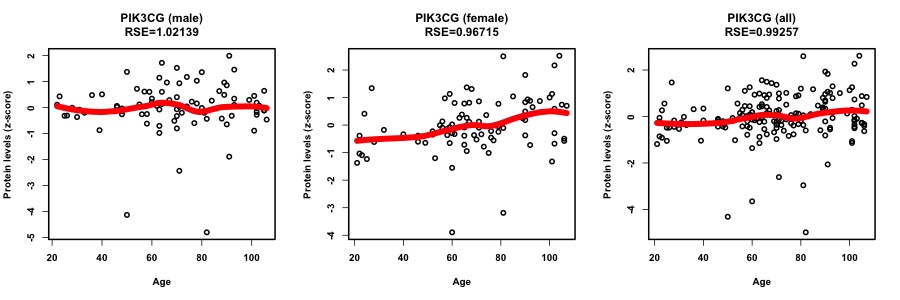 PIK3CG (male)
RSE=1.02139
Protein levels (z-score)
2
1
0
-1
-2
-3
-4
-5
20 40 60 80 100
Age
PIK3CG (female)
RSE=0.96715
Protein levels (z-score)
2
1
0
-1
-2
-3
-4
20 40 60 80 100
Age
PIK3CG (all)
RSE=0.99257
Protein levels (z-score)
2
0
-2
-4
20 40 60 80 100
Age